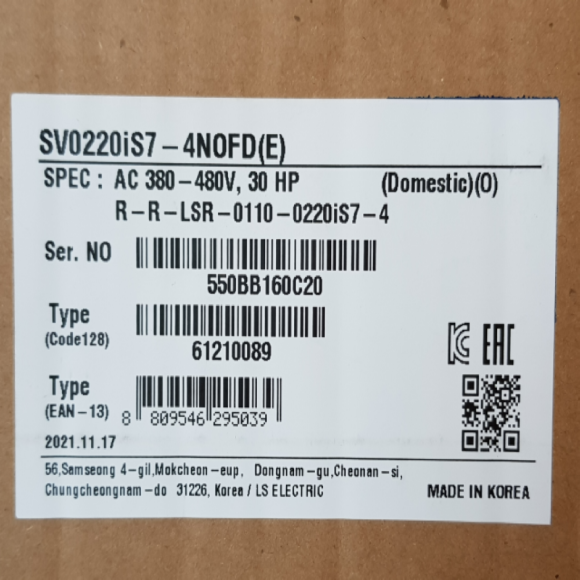 SV0220iS7-4NOFD(E)
SPEC : AC 380-480V, 30 HP (Domestic)(O)
R-R-LSR-0110-0220iS7-4
Ser. NO
550BB160C20
Type
(Code128)
61210089
Type
(EAN-13)
8 809546 295039
2021.11.17
EAC
56,Samseong 4-gil,Mokcheon-eup, Dongnam-gu,Cheonan-si,
Chungcheongnam-do 31226, Korea / LS ELECTRIC
MADE IN KOREA